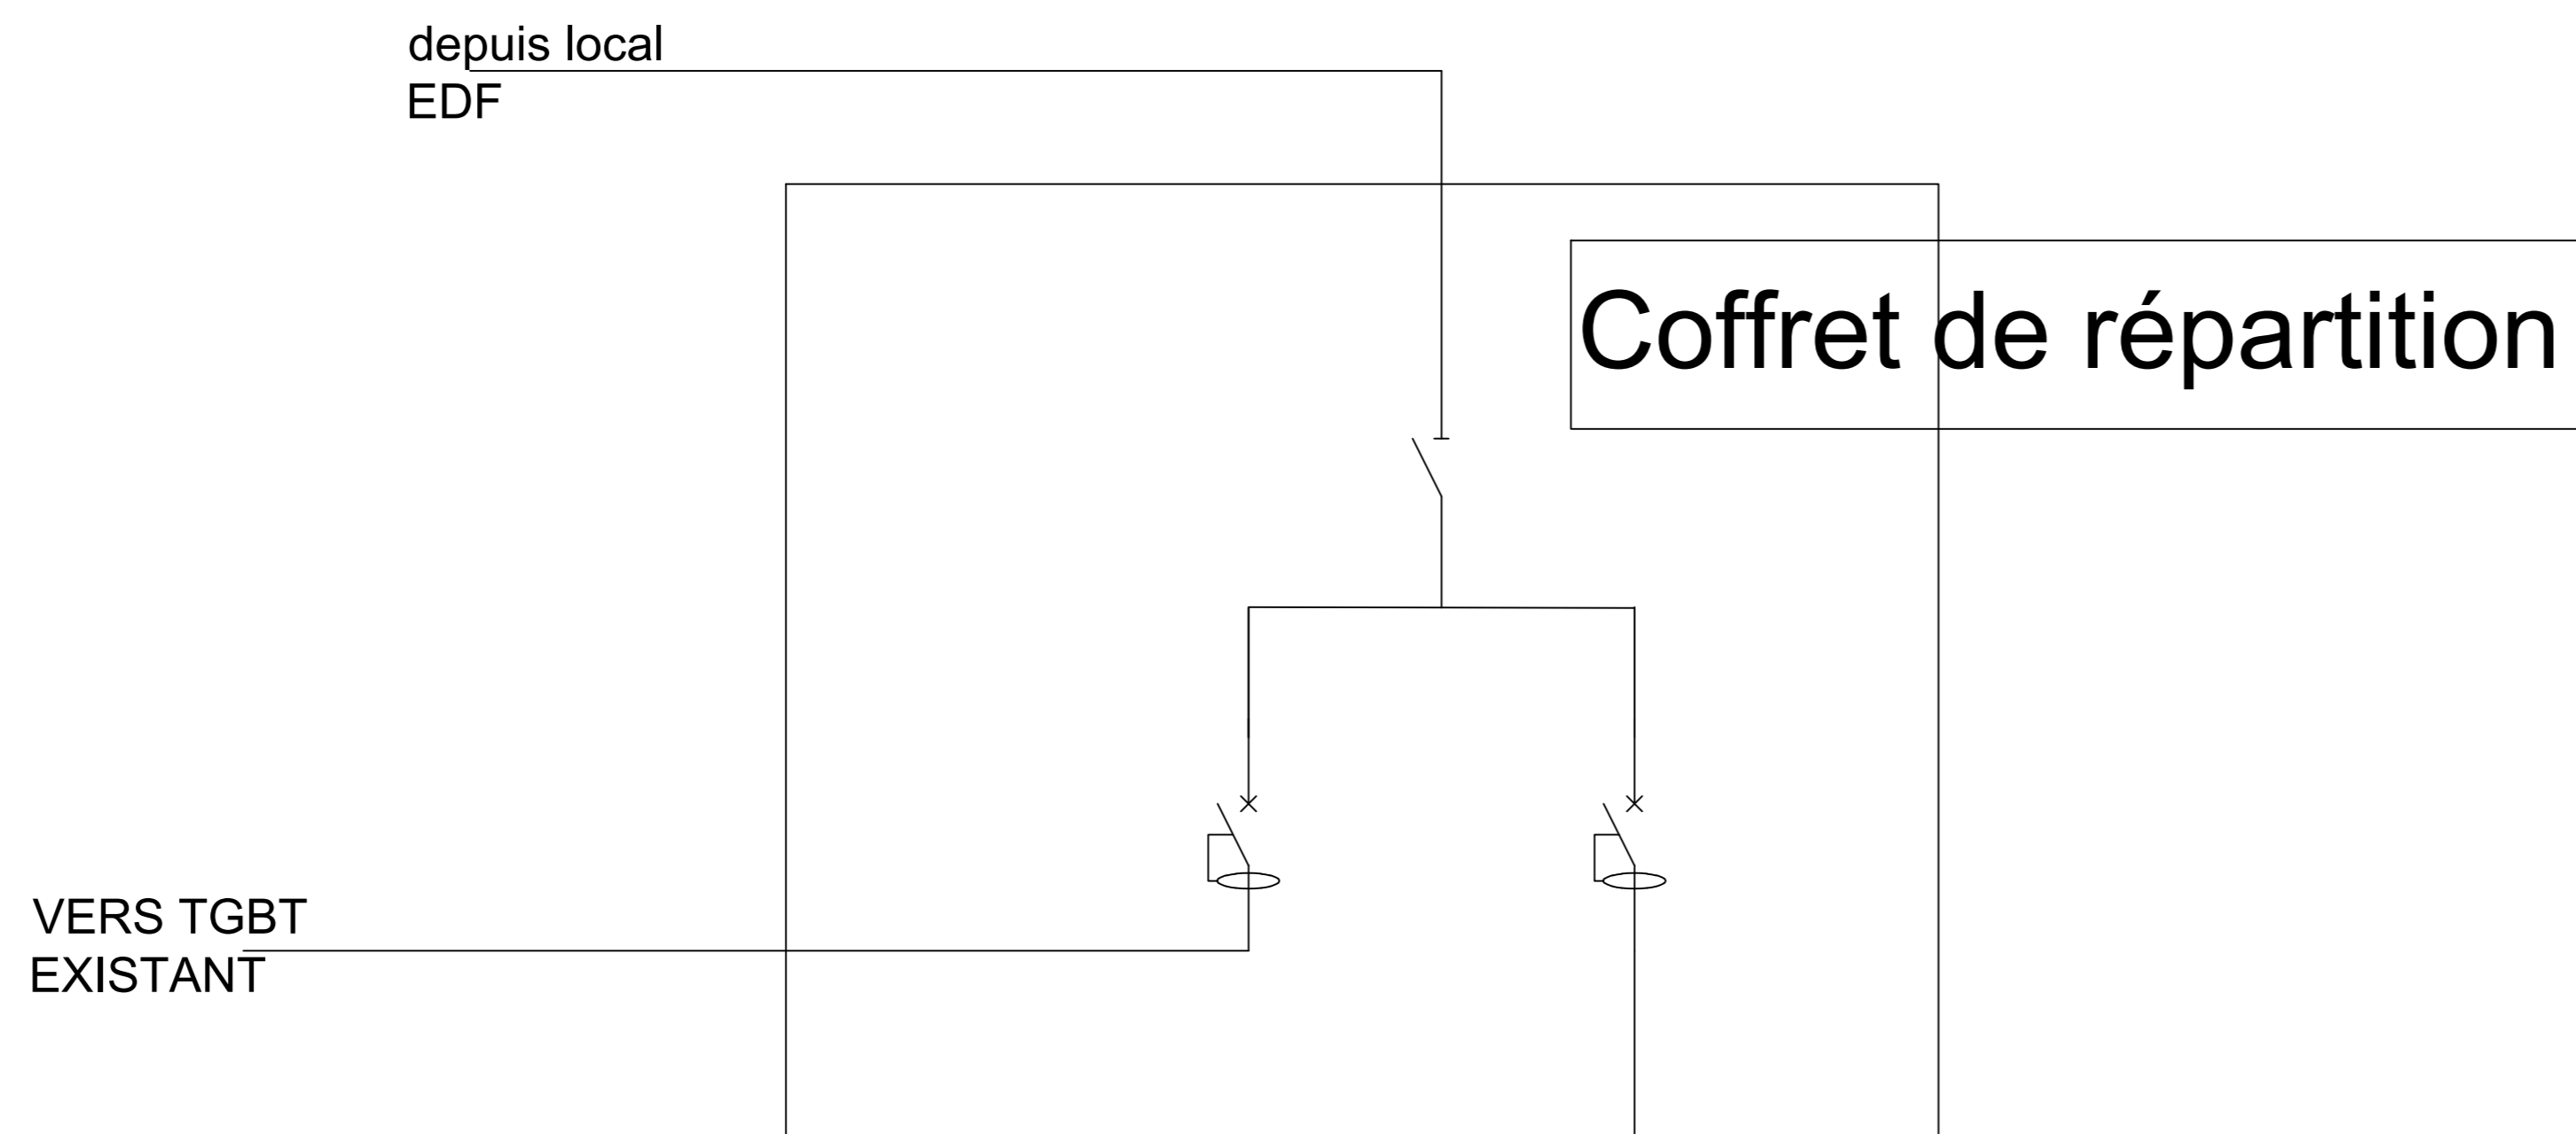 depuis local
EDF
Coffret de répartition
VERS TGBT
EXISTANT